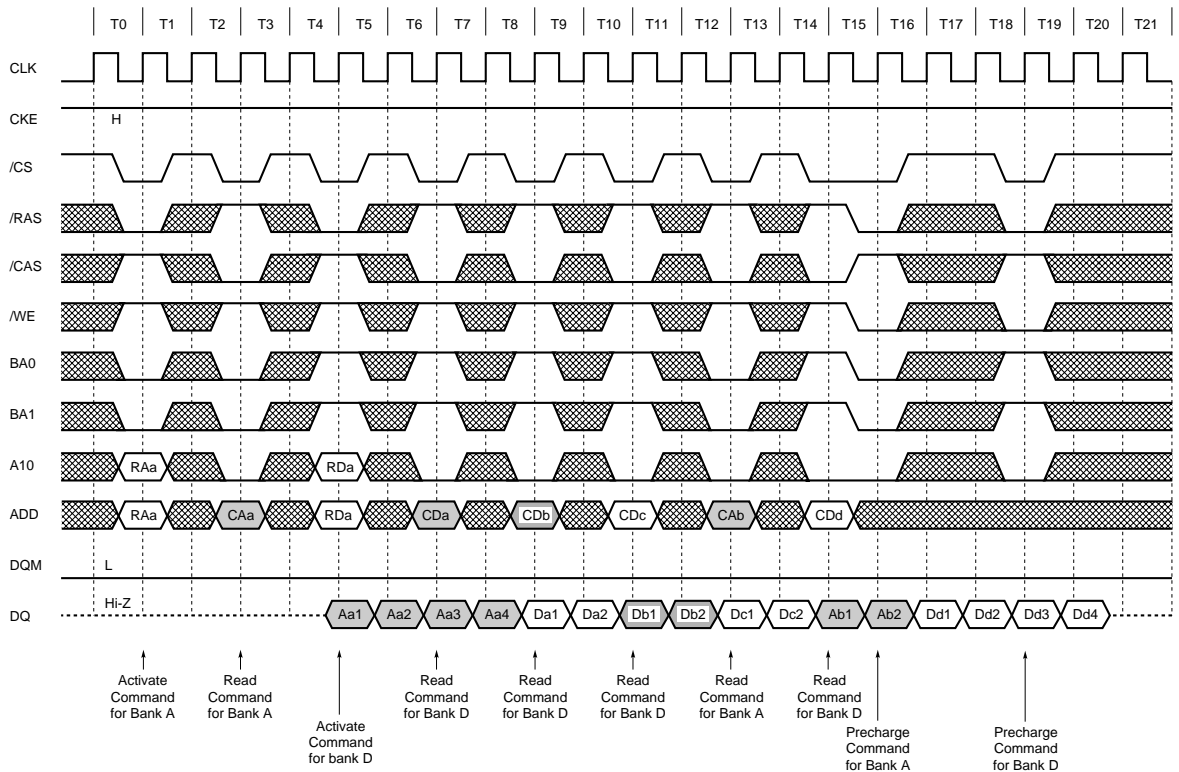 T0 T1 T2 T3 T4 T5 T6 T7 T8 T9 T10 T11 T12 T13 T14 T15 T16 T17 T18 T19 T20 T21
CLK
CKE H
/CS
/RAS
/CAS
/WE
BA0
BA1
A10 RAa RDa
ADD RAa CAa RDa CDa CDb CDc CAb CDd
DQM L
DQ Hi-Z Aa1 Aa2 Aa3 Aa4 Da1 Da2 Db1 Db2 Dc1 Dc2 Ab1 Ab2 Dd1 Dd2 Dd3 Dd4
Activate
Command
for Bank A
Read
Command
for Bank A
Activate
Command
for bank D
Read
Command
for Bank D
Read
Command
for Bank D
Read
Command
for Bank D
Read
Command
for Bank A
Read
Command
for Bank D
Precharge
Command
for Bank A
Precharge
Command
for Bank D